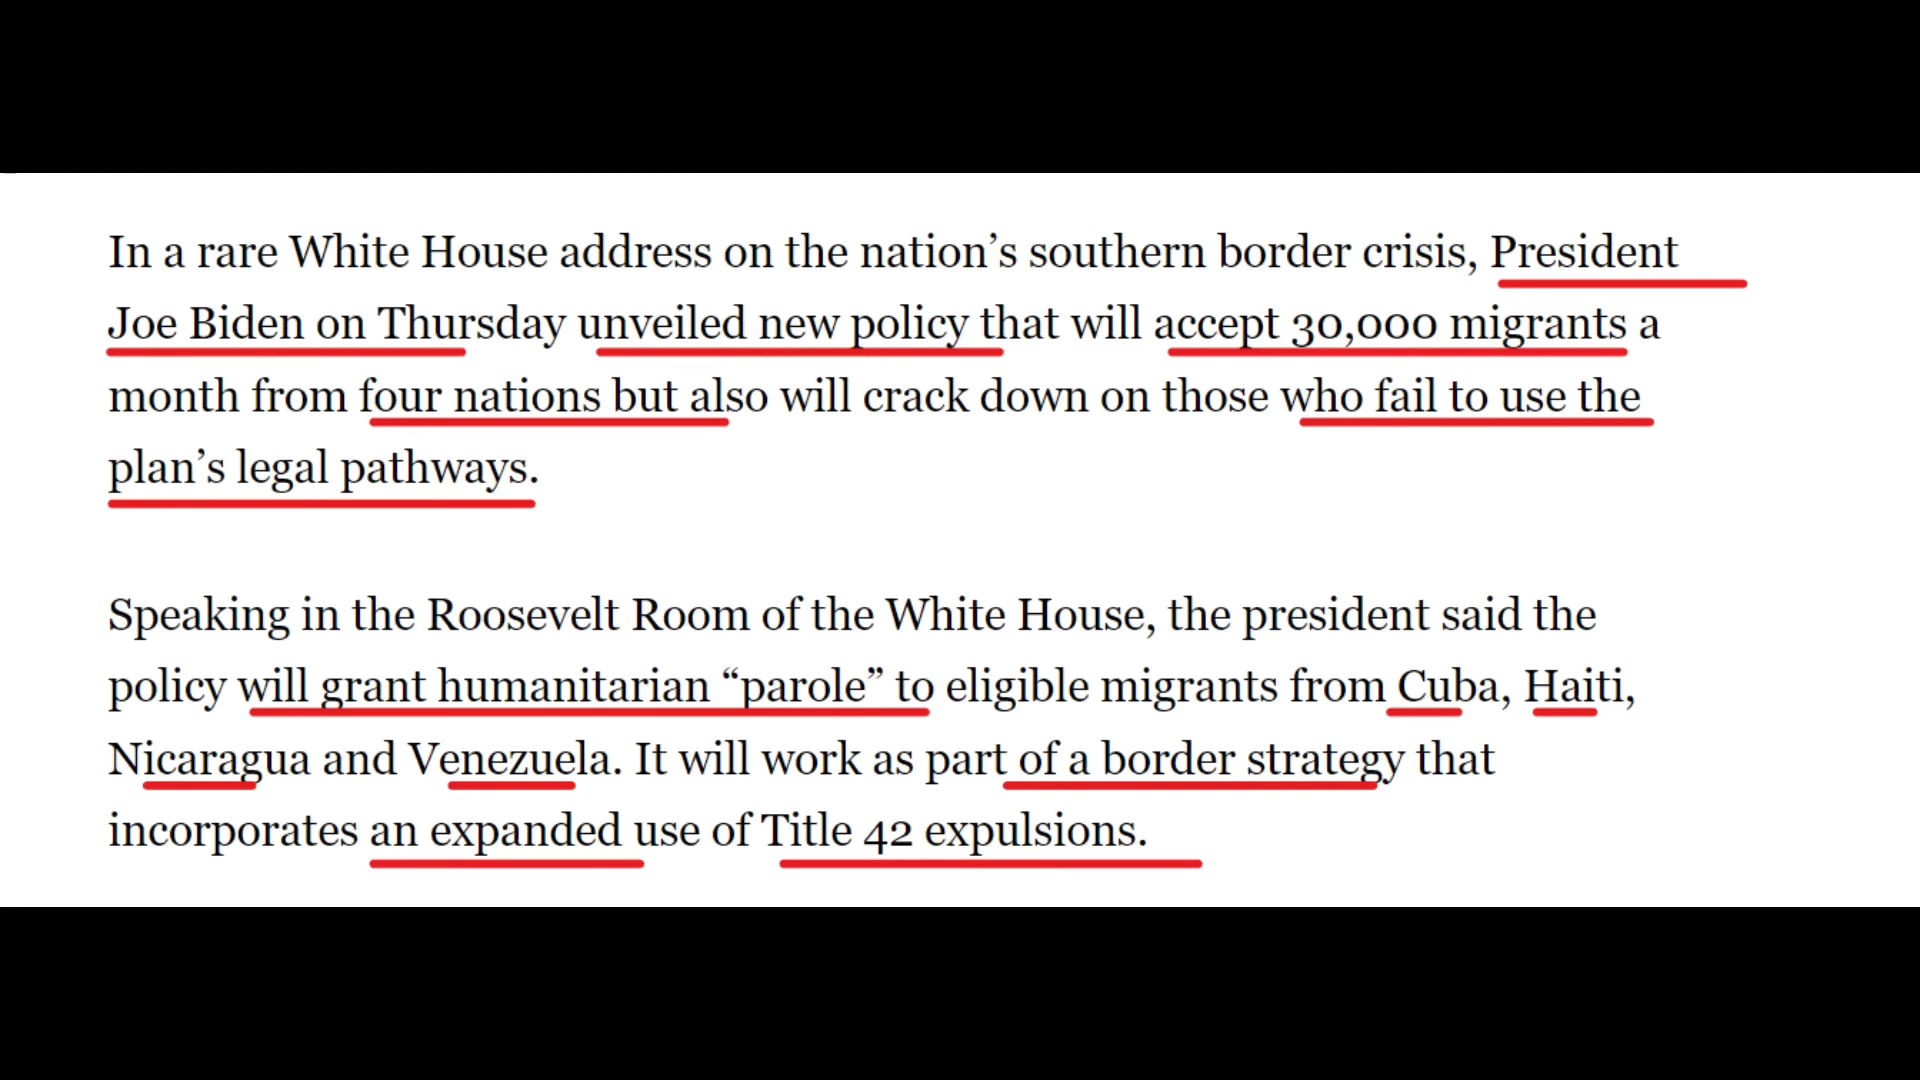 In a rare White House address on the nation’s southern border crisis, President
Joe Biden on Thursday unveiled new policy that will accept 30,000 migrants a
month from four nations but also will crack down on those who fail to use the
plan’s legal pathways.
Speaking in the Roosevelt Room of the White House, the president said the
policy will grant humanitarian “parole” to eligible migrants from Cuba, Haiti,
Nicaragua and Venezuela. It will work as part of a border strategy that
incorporates an expanded use of Title 42 expulsions.